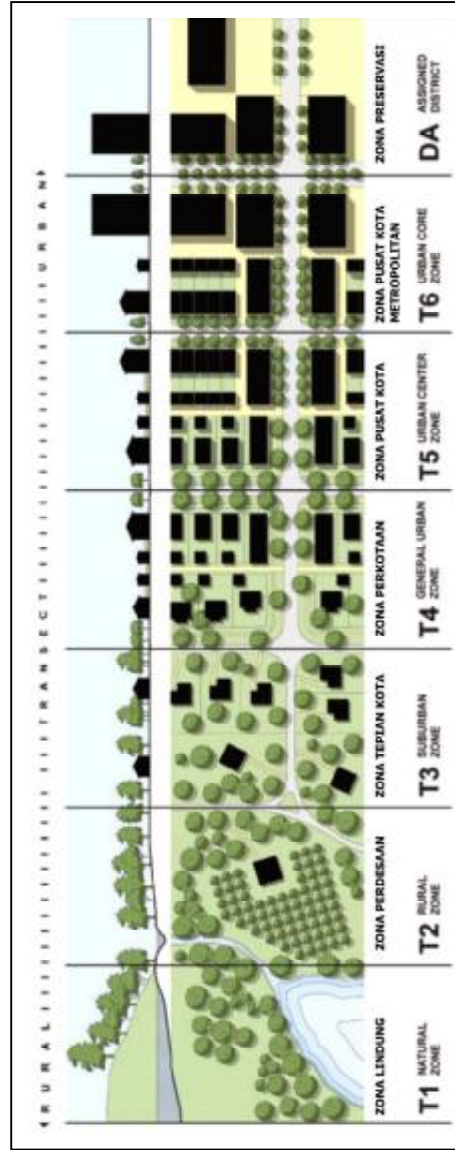 RURAL TRANSECT URBAN
ZONA LINDUNG
T1 NATURAL
ZONE
ZONA PERDESAAN
T2 RURAL
ZONE
ZONA TEPIAN KOTA
T3 SUBURBAN
ZONE
ZONA PERKOTAAN
T4 GENERAL URBAN
ZONE
ZONA PUSAT KOTA
T5 URBAN CENTER
ZONE
ZONA PUSAT KOTA
METROPOLITAN
T6 URBAN CORE
ZONE
ZONA PRESERVASI
DA ASSIGNED
DISTRICT